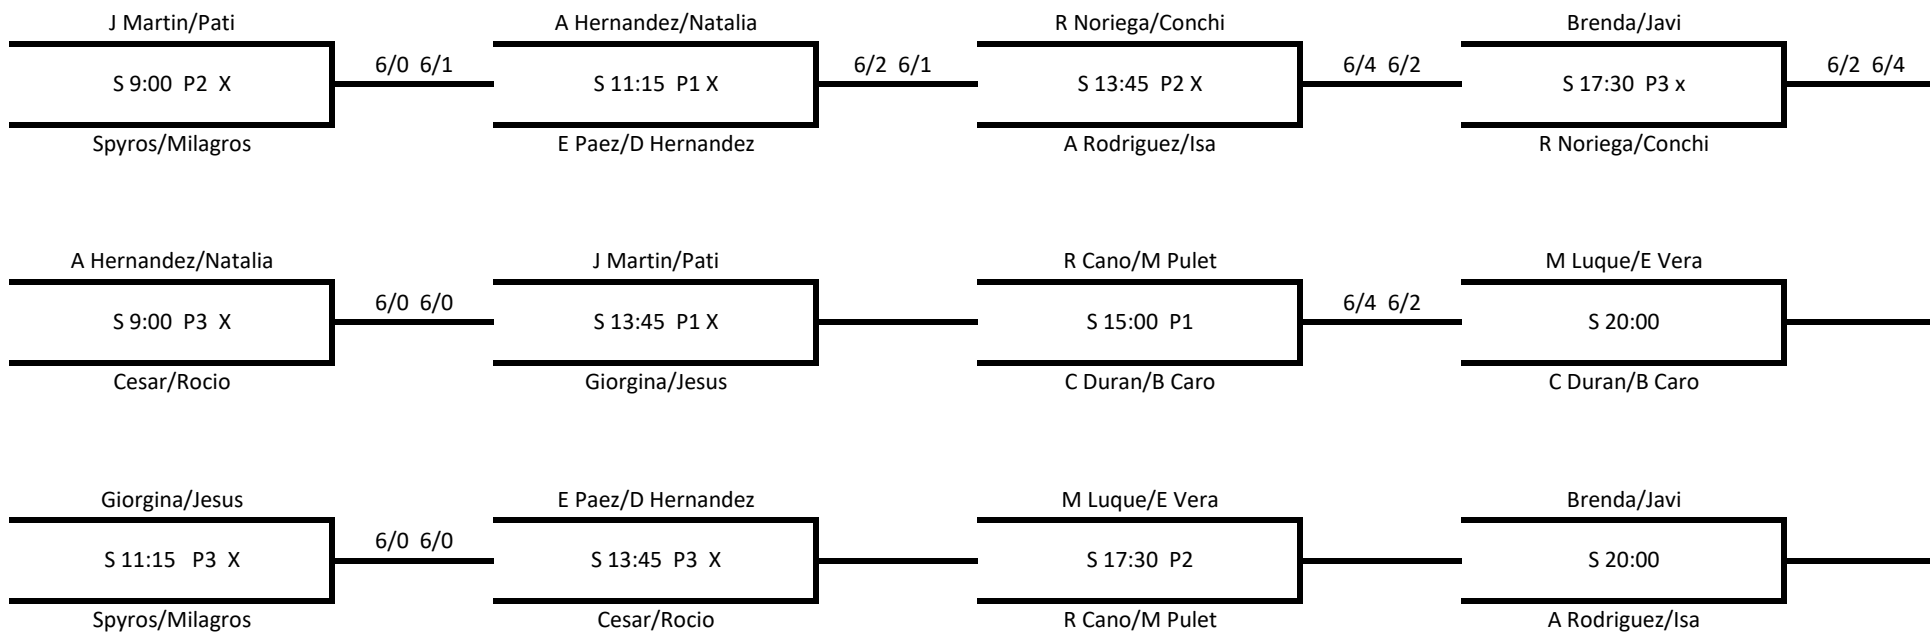 J Martin/Pati A Hernandez/Natalia R Noriega/Conchi Brenda/Javi
6/0 6/1 6/2 6/1 6/4 6/2 6/2 6/4
S 9:00 P2 X S 11:15 P1 X S 13:45 P2 X S 17:30 P3 x
Spyros/Milagros E Paez/D Hernandez A Rodriguez/Isa R Noriega/Conchi
A Hernandez/Natalia J Martin/Pati R Cano/M Pulet M Luque/E Vera
6/0 6/0 6/4 6/2
S 9:00 P3 X S 13:45 P1 X S 15:00 P1 S 20:00
Cesar/Rocio Giorgina/Jesus C Duran/B Caro C Duran/B Caro
Giorgina/Jesus E Paez/D Hernandez M Luque/E Vera Brenda/Javi
6/0 6/0
S 11:15 P3 X S 13:45 P3 X S 17:30 P2 S 20:00
Spyros/Milagros Cesar/Rocio R Cano/M Pulet A Rodriguez/Isa